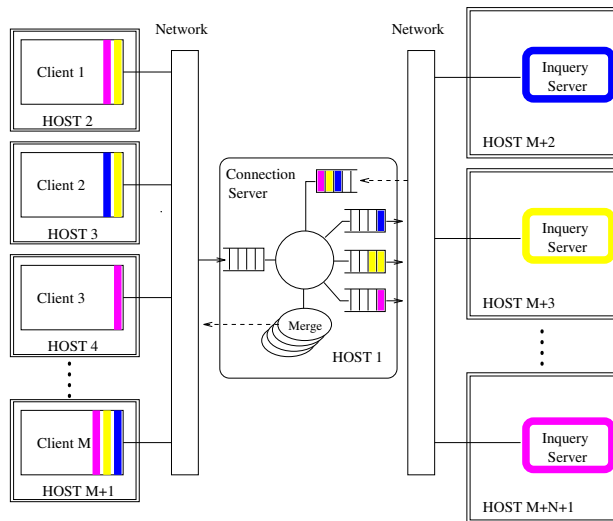 Network
Network
Client 1
HOST 2
Client 2
HOST 3
Client 3
HOST 4
Client M
HOST M+1
Connection
Server
Merge
HOST 1
Inquery
Server
HOST M+2
Inquery
Server
HOST M+3
Inquery
Server
HOST M+N+1